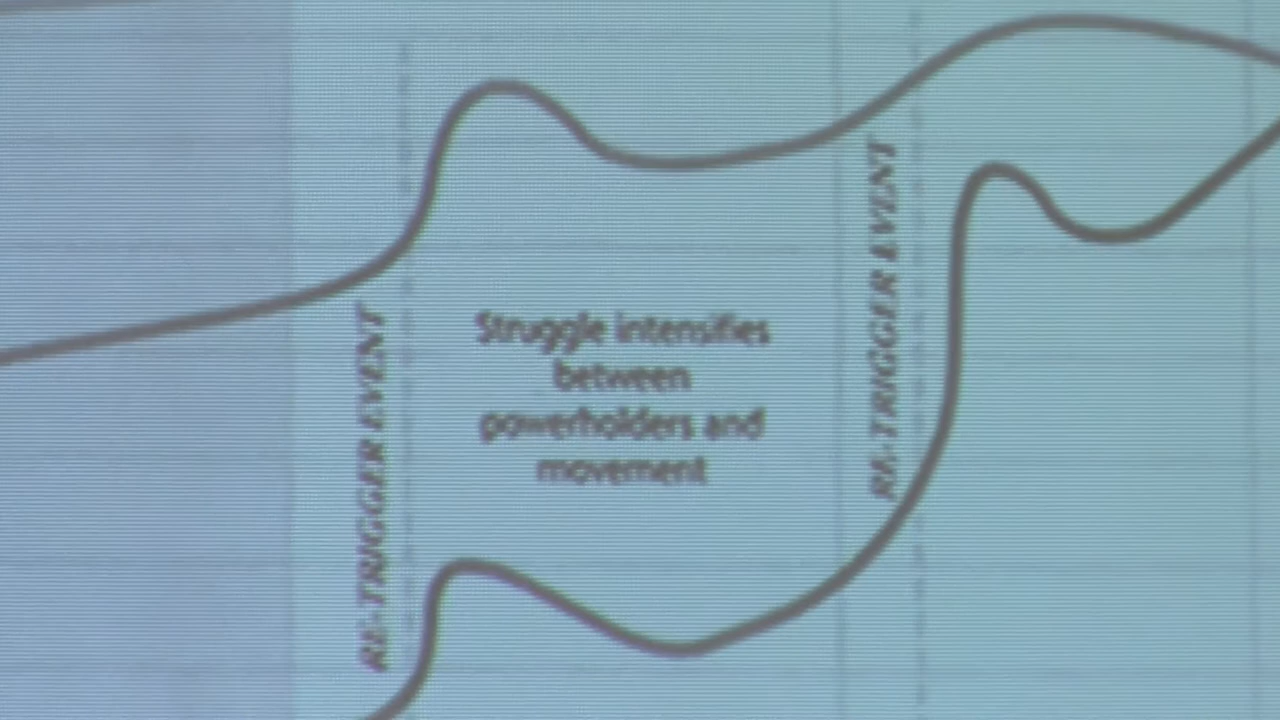 RE-TRIGGER EVENT
Struggle intensifies
between
powerholders and
movement
RE-TRIGGER EVENT